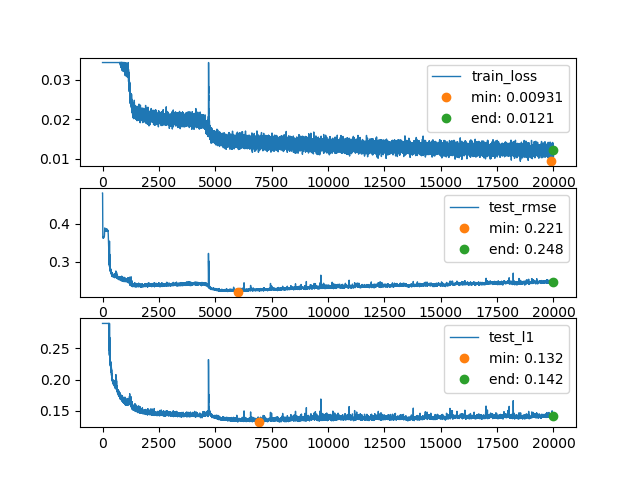 0.03
0.02
0.01
train_loss
min: 0.00931
end: 0.0121
0 2500 5000 7500 10000 12500 15000 17500 20000
0.4
0.3
test_rmse
min: 0.221
end: 0.248
0 2500 5000 7500 10000 12500 15000 17500 20000
0.25
0.20
0.15
test_l1
min: 0.132
end: 0.142
0 2500 5000 7500 10000 12500 15000 17500 20000